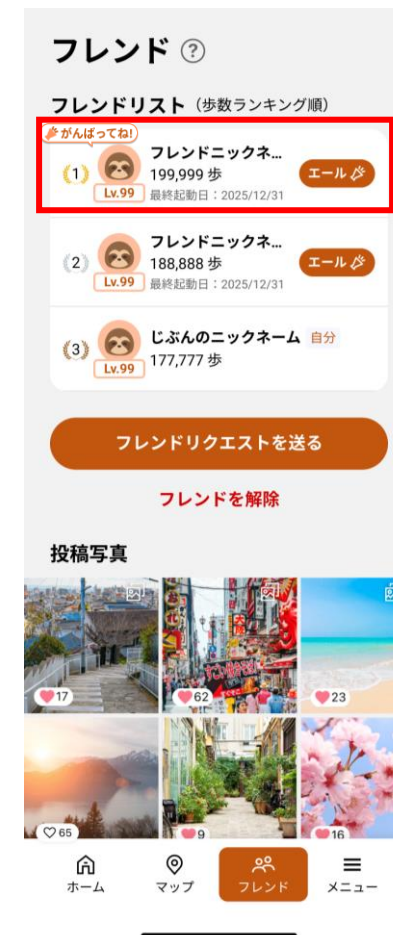 フレンド ?
フレンドリスト（歩数ランキング順）
がんばってね!
1
フレンドニックネ...
199,999 歩
エール
Lv.99
最終起動日：2025/12/31
2
フレンドニックネ...
188,888 歩
エール
Lv.99
最終起動日：2025/12/31
3
じぶんのニックネーム 自分
177,777 歩
Lv.99
フレンドリクエストを送る
フレンドを解除
投稿写真
17
62
23
65
9
16
ホーム
マップ
フレンド
メニュー